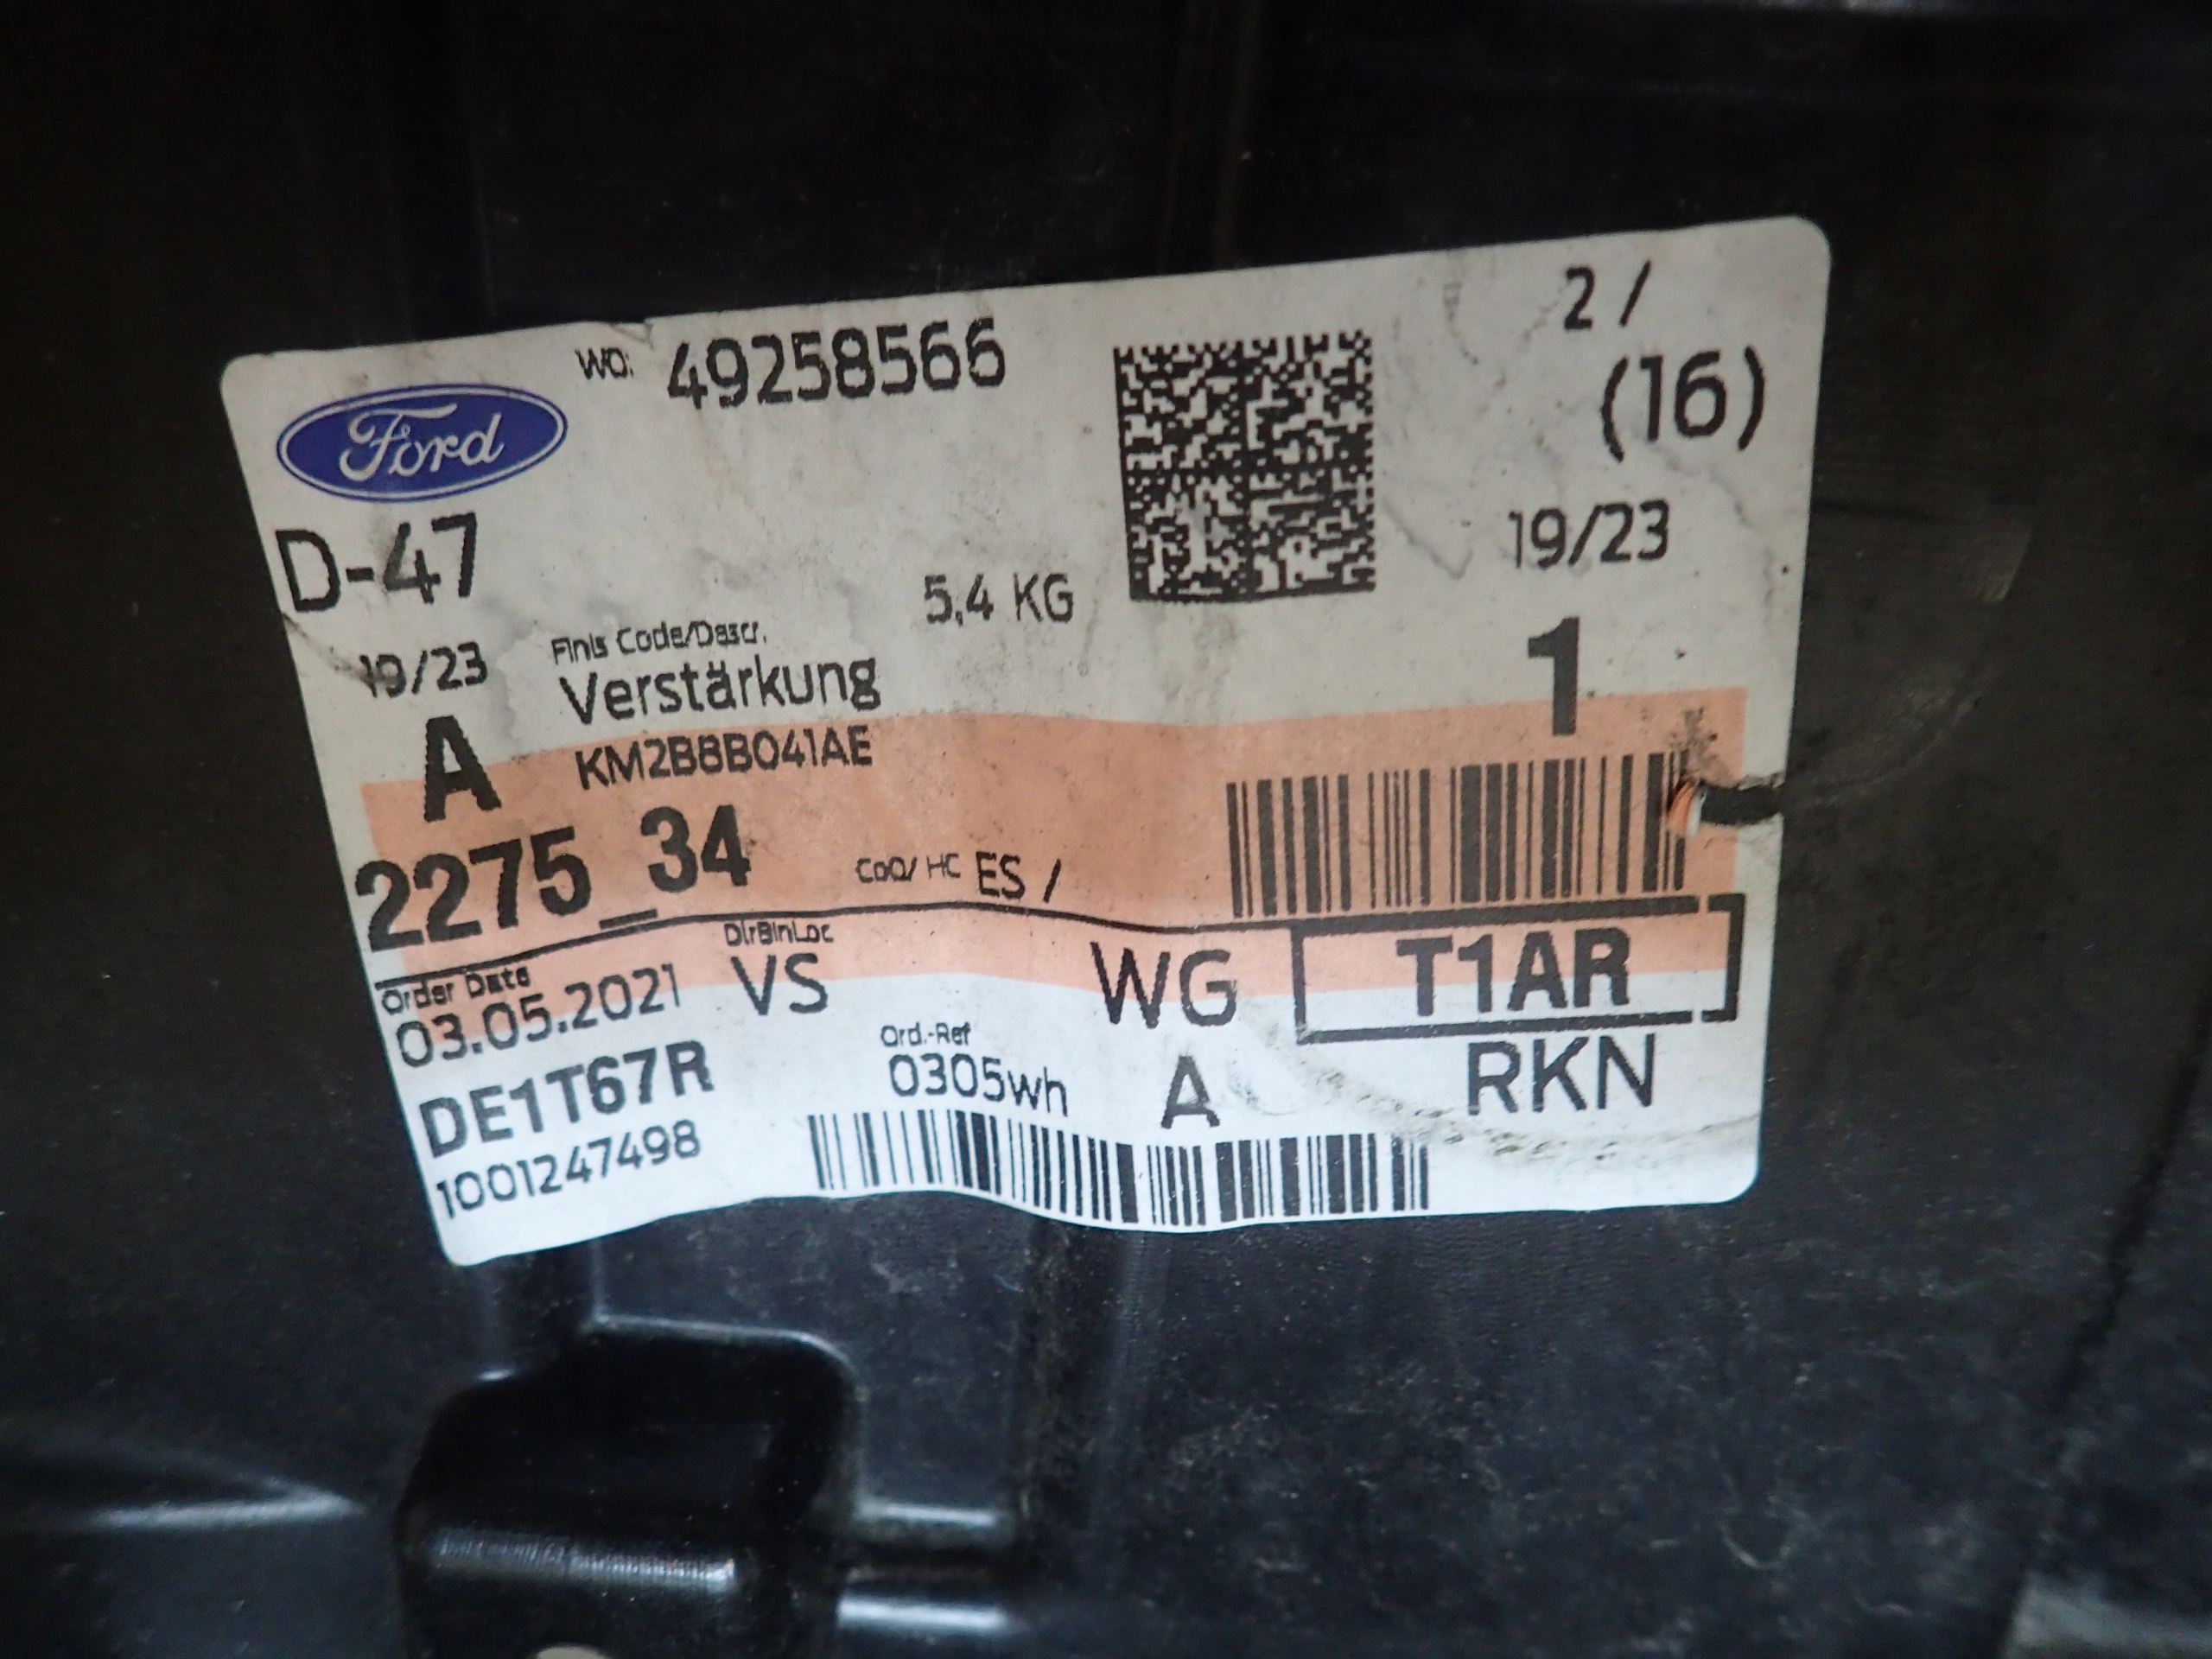 WO: 49258566
2 /
(16)
Ford
D-47
5,4 KG
19/23
19/23
Finis Code/Descr.
Verstärkung
1
A
KM2B8B041AE
2275_34
CoO/ HC ES /
Order Date
03.05.2021
DirBinLoc
VS
WG
T1AR
DE1T67R
Ord.-Ref
0305wh
A
RKN
1001247498